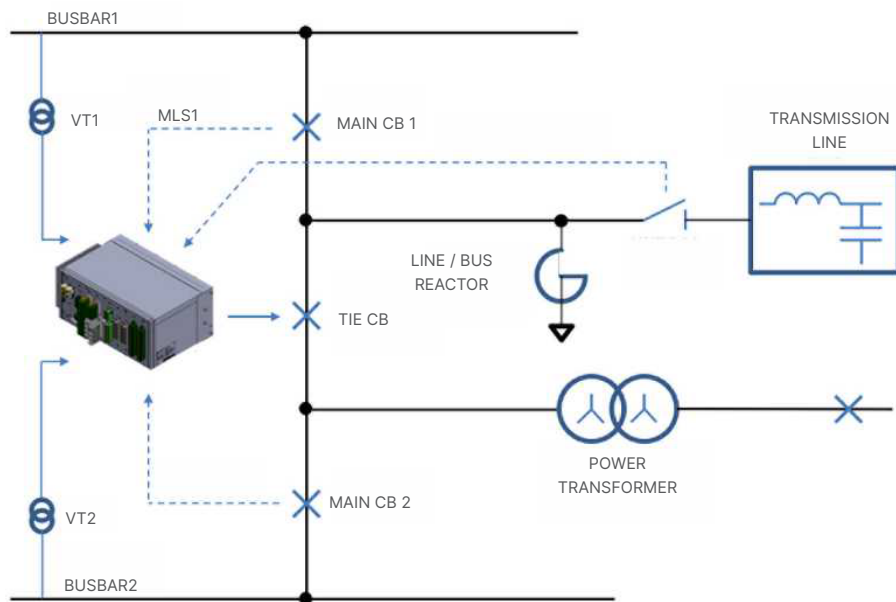 BUSBAR1
VT1
MLS1
MAIN CB 1
TRANSMISSION
LINE
LINE / BUS
REACTOR
TIE CB
POWER
TRANSFORMER
MAIN CB 2
VT2
BUSBAR2